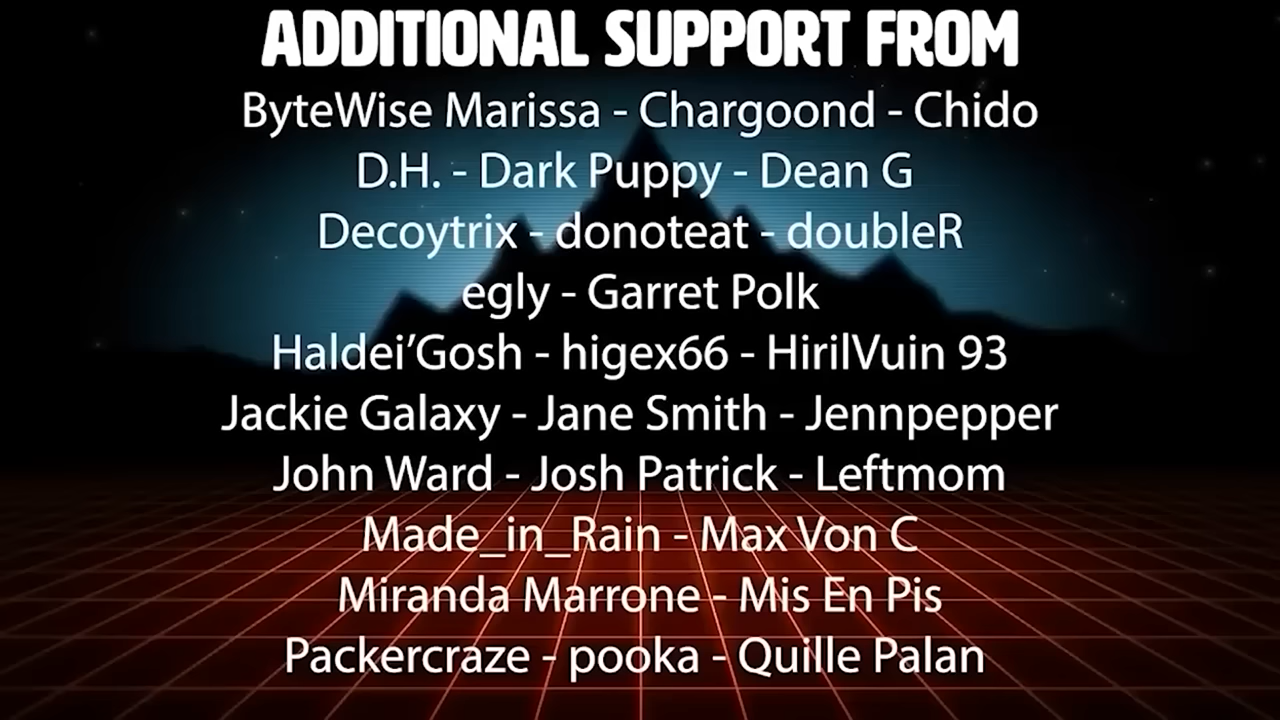 ADDITIONAL SUPPORT FROM
ByteWise Marissa - Chargoond - Chido
D.H. - Dark Puppy - Dean G
Decoytrix - donoteat - doubleR
egly - Garret Polk
Haldei’Gosh - higex66 - HirilVuin 93
Jackie Galaxy - Jane Smith - Jennpepper
John Ward - Josh Patrick - Leftmom
Made_in_Rain - Max Von C
Miranda Marrone - Mis En Pis
Packercraze - pooka - Quille Palan